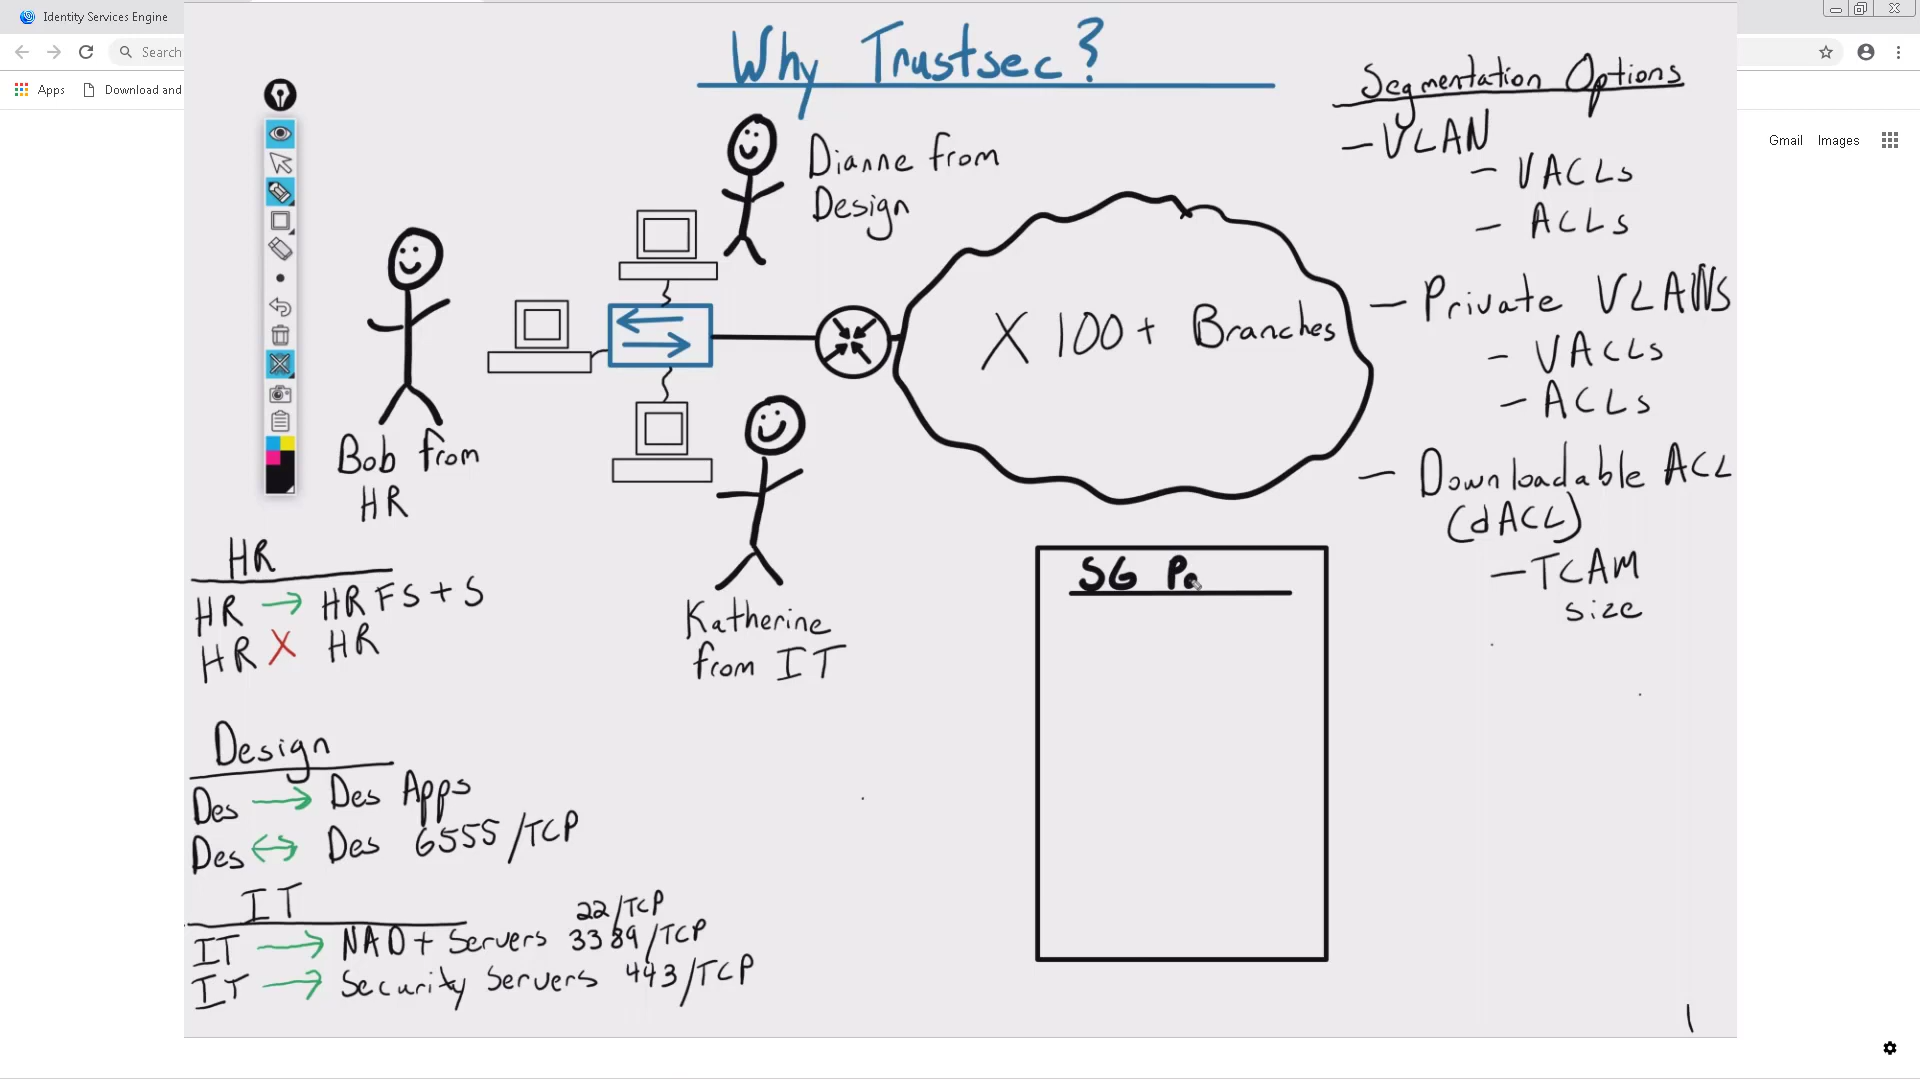 Identity Services Engine
Search
Apps
Download and
Gmail
Images
Why Trustsec?
Dianne from
Design
Bob from
HR
Katherine
from IT
X 100+ Branches
Segmentation Options
- VLAN
- VACLs
- ACLs
- Private VLANs
- VACLs
- ACLs
- Downloadable ACL
(dACL)
- TCAM
size
HR
HR → HR FS + S
HR X HR
Design
Des → Des Apps
Des ↔ Des 6555/TCP
IT
22/TCP
IT → NAD + Servers 3389/TCP
IT → Security Servers 443/TCP
SG Po
1